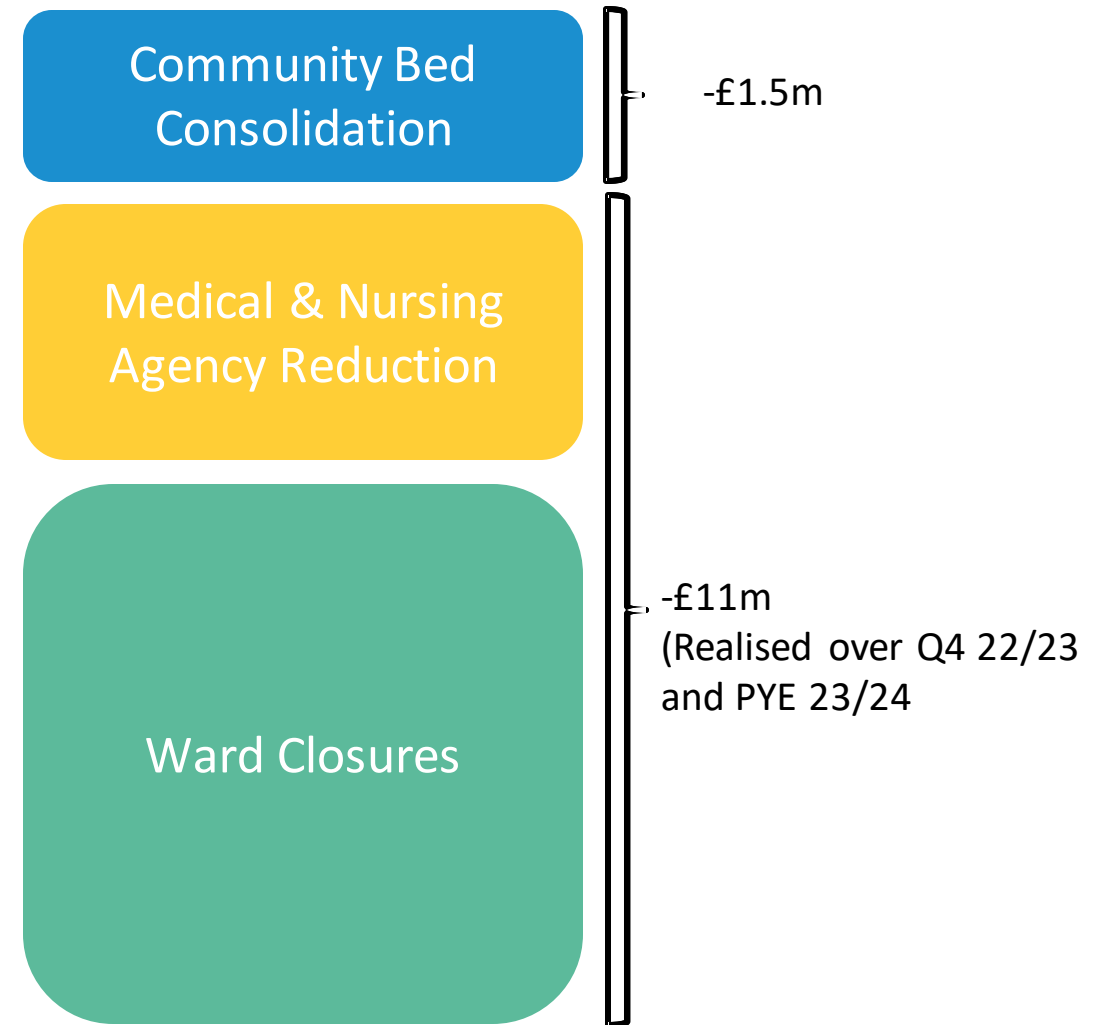 Community Bed
Consolidation
-£1.5m
Medical & Nursing
Agency Reduction
-£11m
(Realised over Q4 22/23
and PYE 23/24
Ward Closures